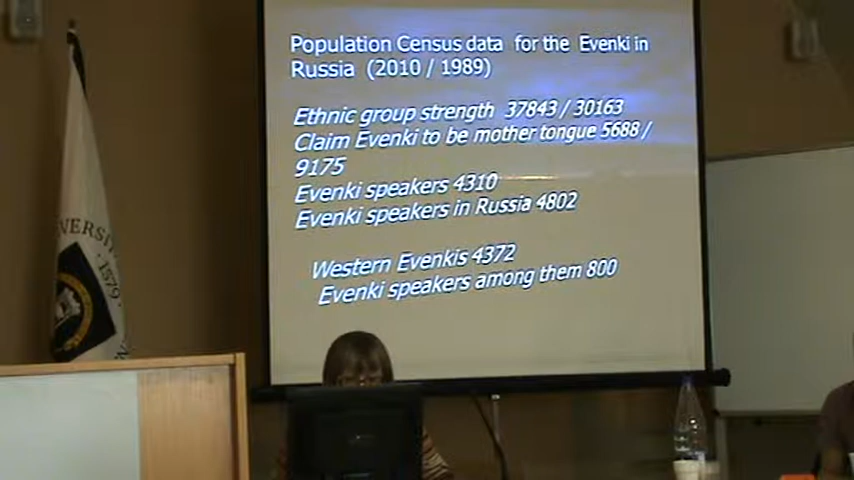 Population Census data for the Evenki in
Russia (2010 / 1989)
Ethnic group strength 37843 / 30163
Claim Evenki to be mother tongue 5688 /
9175
Evenki speakers 4310
Evenki speakers in Russia 4802
Western Evenkis 4372
Evenki speakers among them 800
VERSI
1579